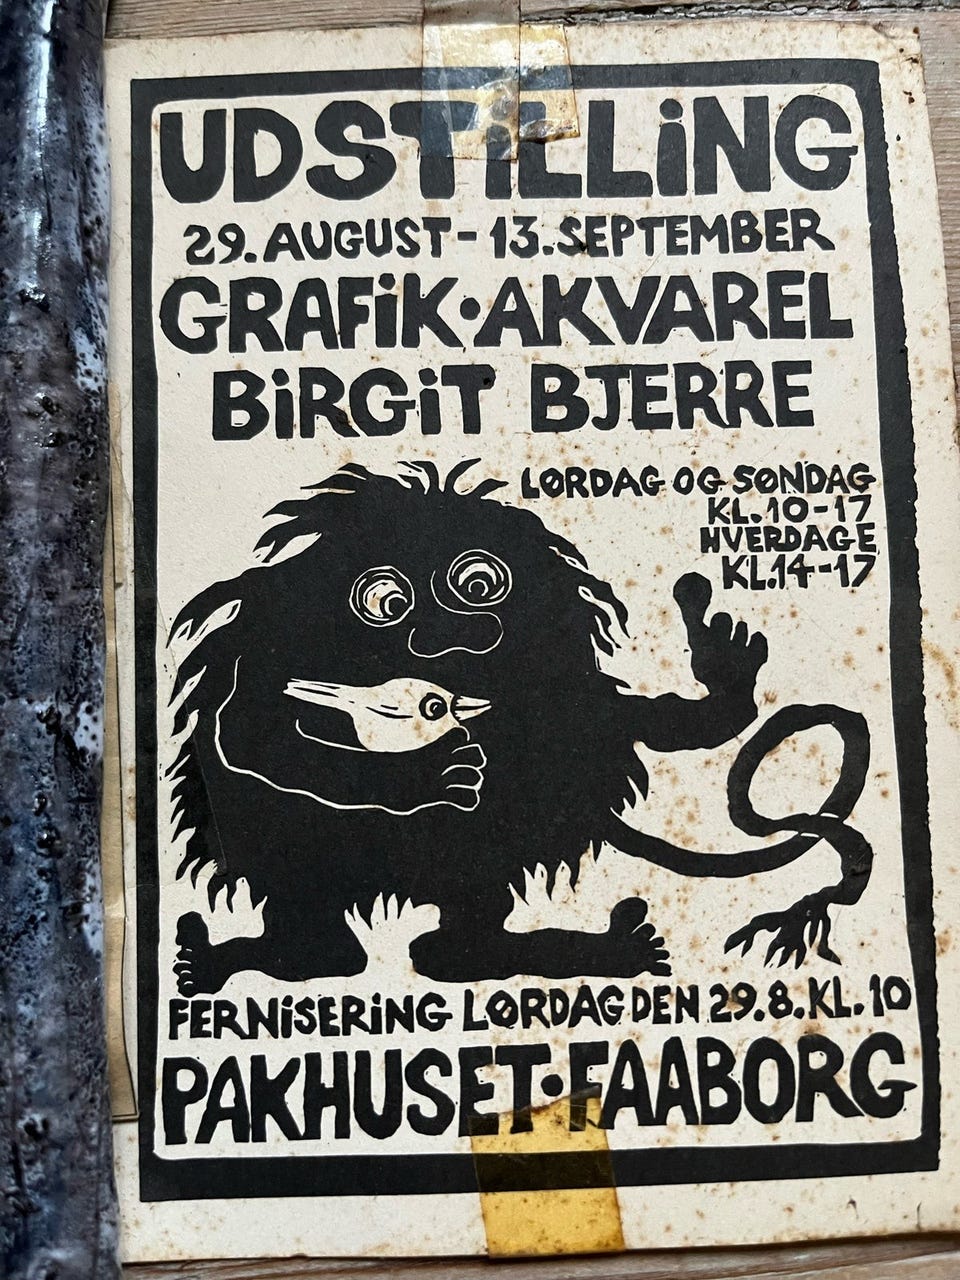 UDSTiLLiNG
29. AUGUST - 13. SEPTEMBER
GRAFiK · AKVAREL
BiRGiT BJERRE
LØRDAG OG SØNDAG
KL. 10 - 17
HVERDAGE
KL. 14 - 17
FERNiSERiNG LØRDAG DEN 29.8. KL. 10
PAKHUSET · FAABORG